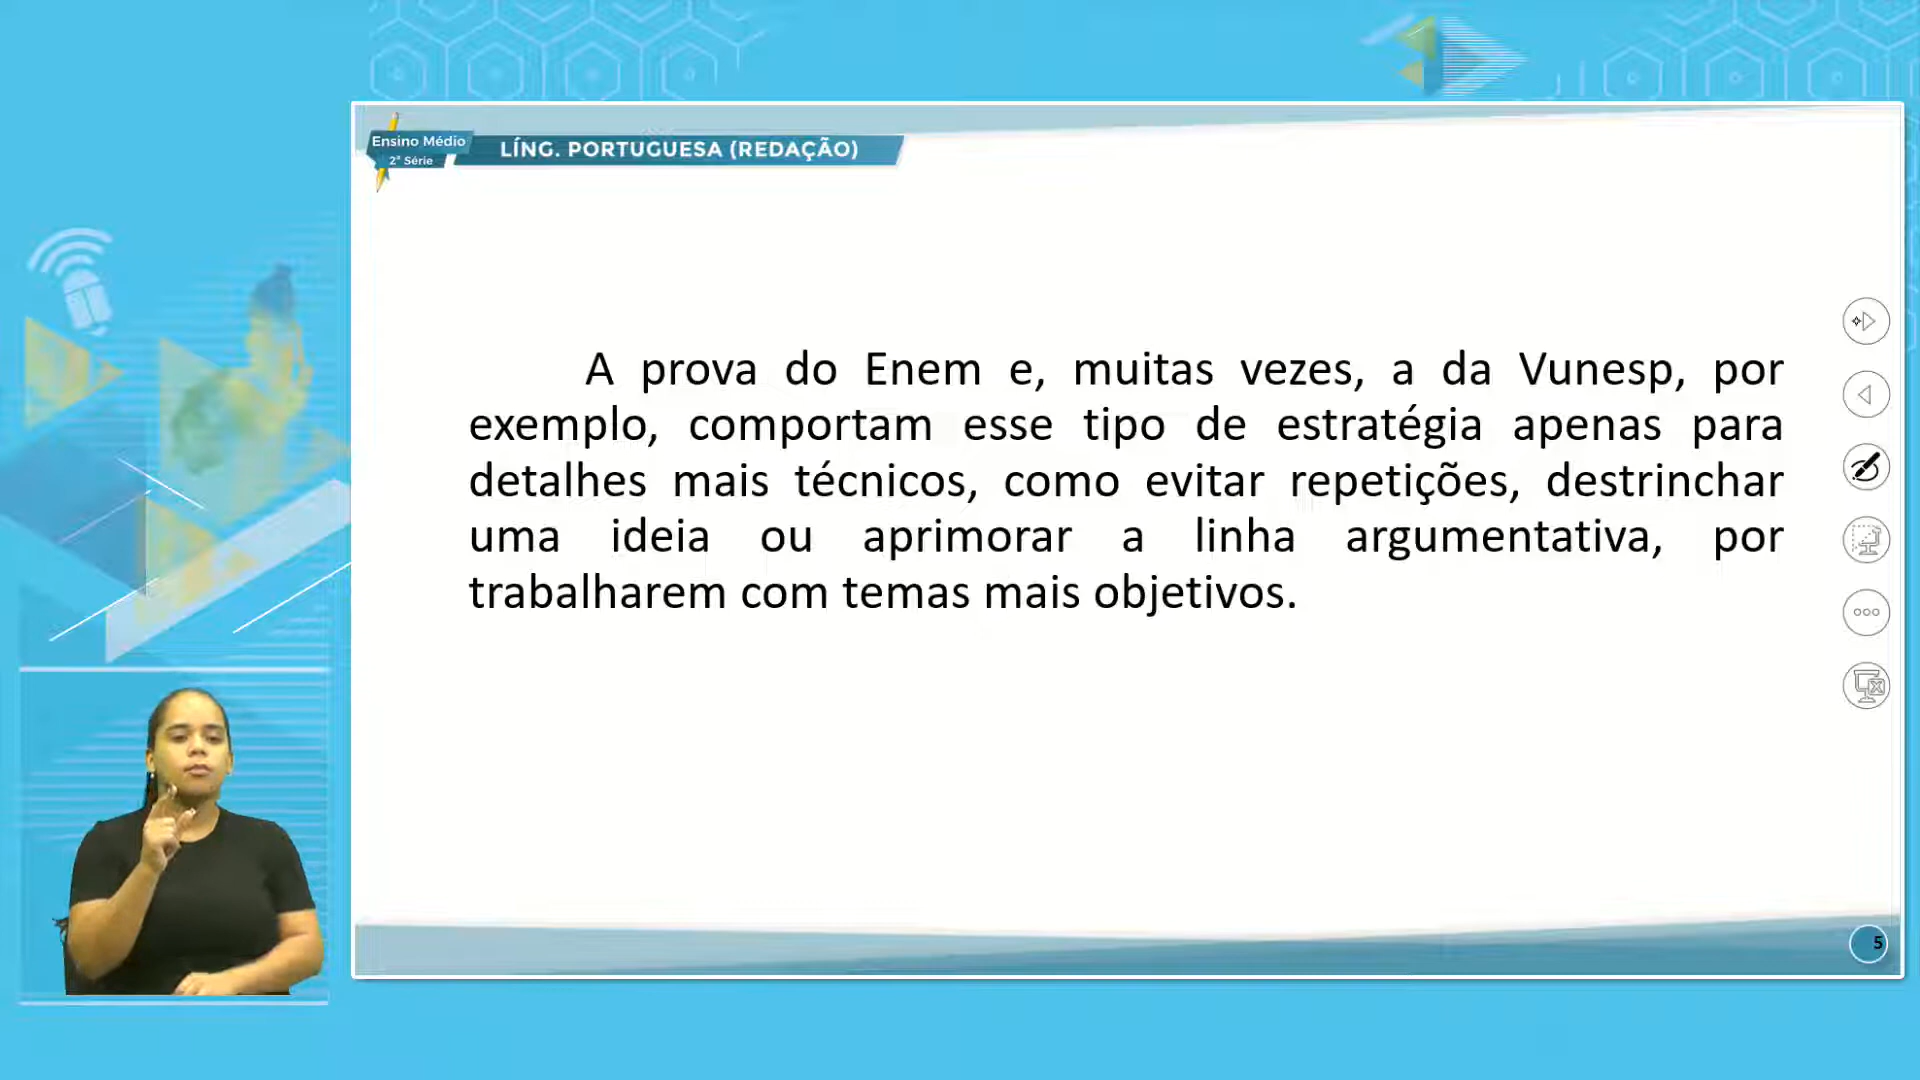 Ensino Médio
2ª Série
LÍNG. PORTUGUESA (REDAÇÃO)
A prova do Enem e, muitas vezes, a da Vunesp, por
exemplo, comportam esse tipo de estratégia apenas para
detalhes mais técnicos, como evitar repetições, destrinchar
uma ideia ou aprimorar a linha argumentativa, por
trabalharem com temas mais objetivos.
5